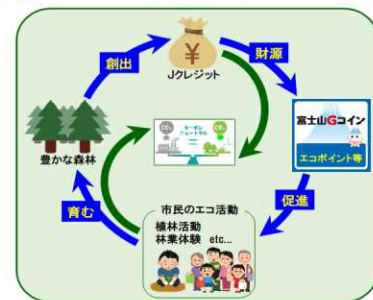 創出
財源
Jクレジット
豊かな森林
CO₂
カーボン
ニュートラル
CO₂
富士山Gコイン
エコポイント等
育む
促進
市民のエコ活動
植林活動
林業体験 etc...